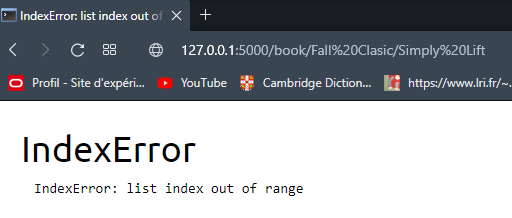 IndexError: list index out of
127.0.0.1:5000/book/Fall%20Clasic/Simply%20Lift
Profil - Site d'expéri... YouTube Cambridge Diction... https://www.lri.fr/~.
IndexError
IndexError: list index out of range